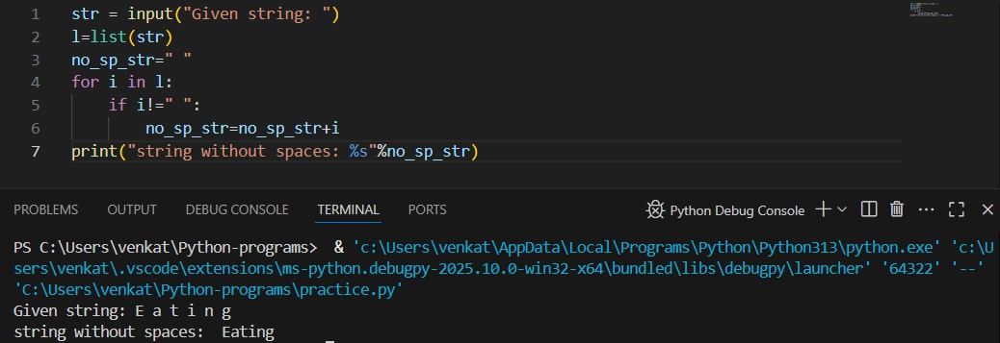 1 str = input("Given string: ")
2 l=list(str)
3 no_sp_str=" "
4 for i in l:
5     if i!=" ":
6         no_sp_str=no_sp_str+i
7 print("string without spaces: %s"%no_sp_str)
PROBLEMS OUTPUT DEBUG CONSOLE TERMINAL PORTS Python Debug Console
PS C:\Users\venkat\Python-programs>  & 'c:\Users\venkat\AppData\Local\Programs\Python\Python313\python.exe' 'c:\U
sers\venkat\.vscode\extensions\ms-python.debugpy-2025.10.0-win32-x64\bundled\libs\debugpy\launcher' '64322' '--'
'C:\Users\venkat\Python-programs\practice.py'
Given string: E a t i n g
string without spaces:  Eating